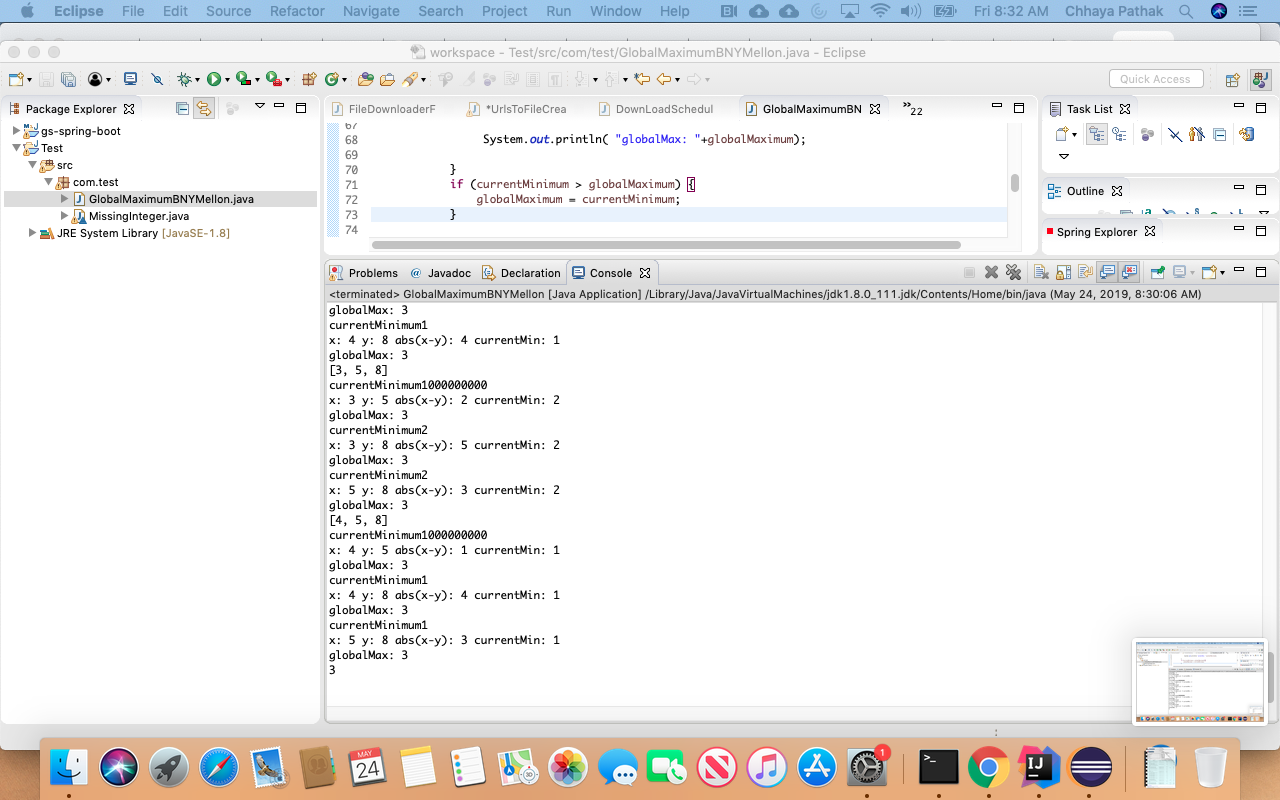 Eclipse File Edit Source Refactor Navigate Search Project Run Window Help Fri 8:32 AM Chhaya Pathak
workspace - Test/src/com/test/GlobalMaximumBNYMellon.java - Eclipse
Quick Access
Package Explorer
gs-spring-boot
Test
src
com.test
GlobalMaximumBNYMellon.java
MissingInteger.java
JRE System Library [JavaSE-1.8]
FileDownloaderF *UrlsToFileCrea DownLoadSchedul GlobalMaximumBN »22
67
68 System.out.println( "globalMax: "+globalMaximum);
69
70 }
71 if (currentMinimum > globalMaximum) {
72 globalMaximum = currentMinimum;
73 }
74
Task List
Outline
Spring Explorer
Problems @ Javadoc Declaration Console
<terminated> GlobalMaximumBNYMellon [Java Application] /Library/Java/JavaVirtualMachines/jdk1.8.0_111.jdk/Contents/Home/bin/java (May 24, 2019, 8:30:06 AM)
globalMax: 3
currentMinimum1
x: 4 y: 8 abs(x-y): 4 currentMin: 1
globalMax: 3
[3, 5, 8]
currentMinimum1000000000
x: 3 y: 5 abs(x-y): 2 currentMin: 2
globalMax: 3
currentMinimum2
x: 3 y: 8 abs(x-y): 5 currentMin: 2
globalMax: 3
currentMinimum2
x: 5 y: 8 abs(x-y): 3 currentMin: 2
globalMax: 3
[4, 5, 8]
currentMinimum1000000000
x: 4 y: 5 abs(x-y): 1 currentMin: 1
globalMax: 3
currentMinimum1
x: 4 y: 8 abs(x-y): 4 currentMin: 1
globalMax: 3
currentMinimum1
x: 5 y: 8 abs(x-y): 3 currentMin: 1
globalMax: 3
3
MAY
24
1
IJ